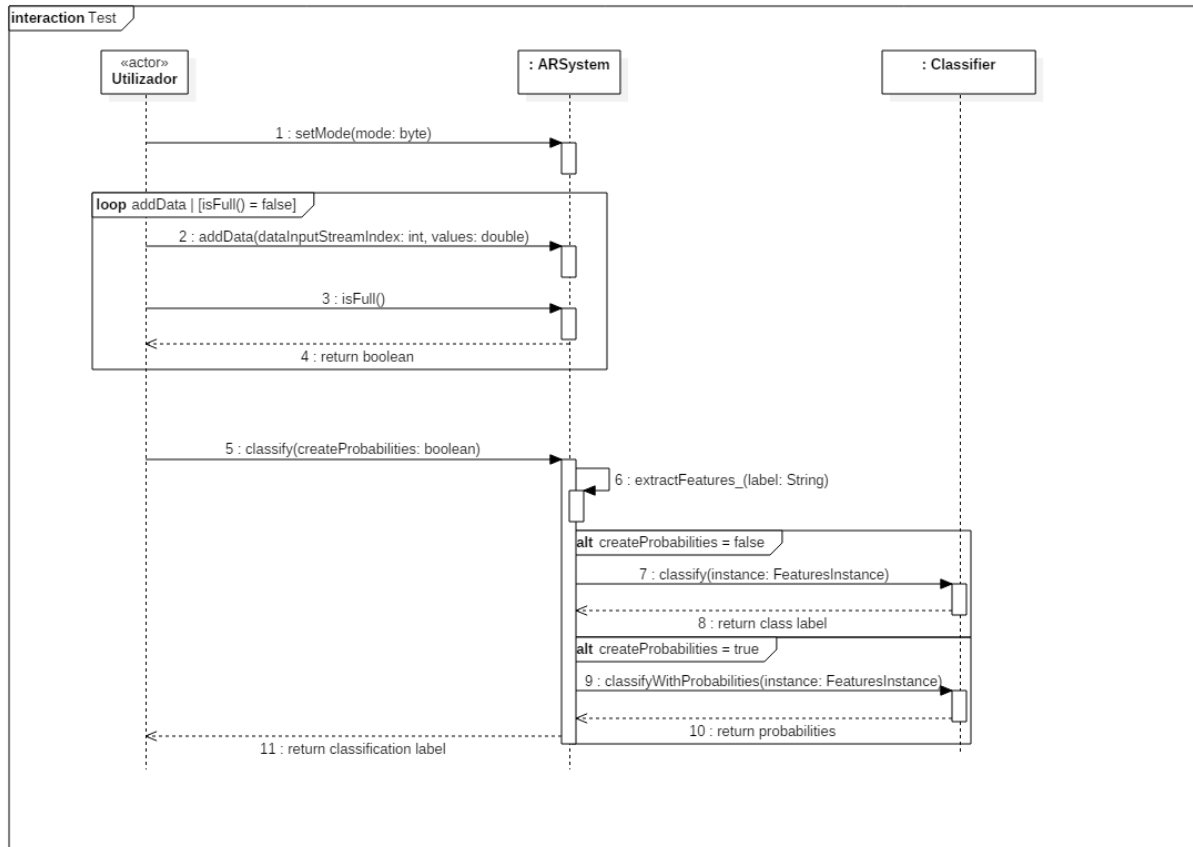 interaction Test
«actor»
Utilizador
: ARSystem
: Classifier
1 : setMode(mode: byte)
loop addData | [isFull() = false]
2 : addData(dataInputStreamIndex: int, values: double)
3 : isFull()
4 : return boolean
5 : classify(createProbabilities: boolean)
6 : extractFeatures_(label: String)
alt createProbabilities = false
7 : classify(instance: FeaturesInstance)
8 : return class label
alt createProbabilities = true
9 : classifyWithProbabilities(instance: FeaturesInstance)
10 : return probabilities
11 : return classification label